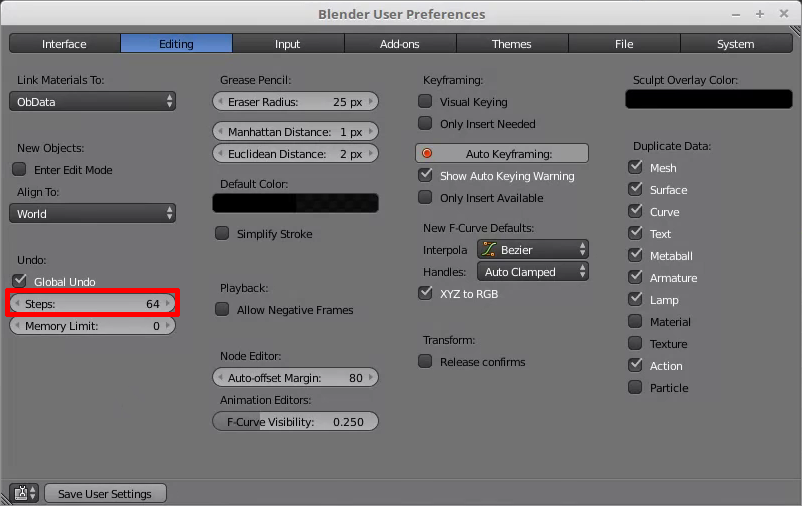 Blender User Preferences
Interface
Editing
Input
Add-ons
Themes
File
System
Link Materials To:
ObData
New Objects:
Enter Edit Mode
Align To:
World
Undo:
Global Undo
Steps: 64
Memory Limit: 0
Grease Pencil:
Eraser Radius: 25 px
Manhattan Distance: 1 px
Euclidean Distance: 2 px
Default Color:
Simplify Stroke
Playback:
Allow Negative Frames
Node Editor:
Auto-offset Margin: 80
Animation Editors:
F-Curve Visibility: 0.250
Keyframing:
Visual Keying
Only Insert Needed
Auto Keyframing:
Show Auto Keying Warning
Only Insert Available
New F-Curve Defaults:
Interpola Bezier
Handles: Auto Clamped
XYZ to RGB
Transform:
Release confirms
Sculpt Overlay Color:
Duplicate Data:
Mesh
Surface
Curve
Text
Metaball
Armature
Lamp
Material
Texture
Action
Particle
Save User Settings